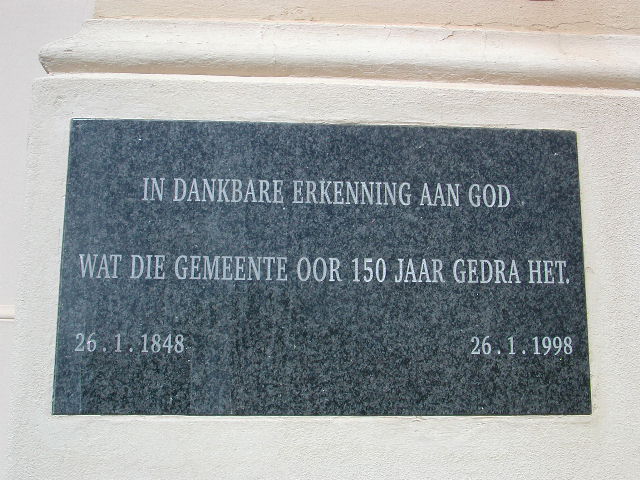 IN DANKBARE ERKENNING AAN GOD
WAT DIE GEMEENTE OOR 150 JAAR GEDRA HET.
26.1.1848 26.1.1998